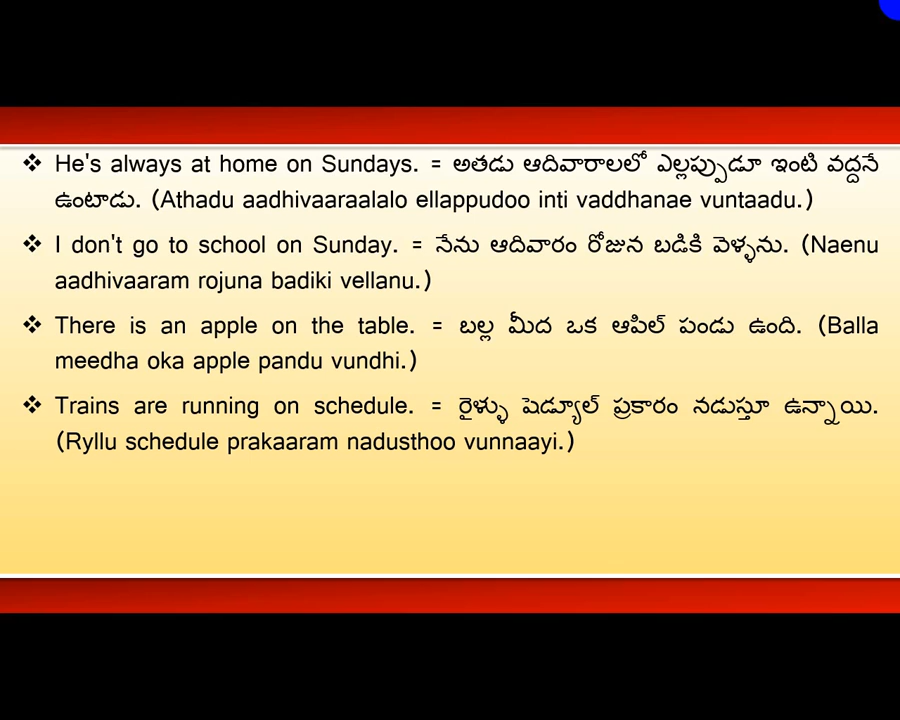 ❖ He's always at home on Sundays. = అతడు ఆదివారాలలో ఎల్లప్పుడూ ఇంటి వద్దనే
ఉంటాడు. (Athadu aadhivaaraalalo ellappudoo inti vaddhanae vuntaadu.)
❖ I don't go to school on Sunday. = నేను ఆదివారం రోజున బడికి వెళ్ళను. (Naenu
aadhivaaram rojuna badiki vellanu.)
❖ There is an apple on the table. = బల్ల మీద ఒక ఆపిల్ పండు ఉంది. (Balla
meedha oka apple pandu vundhi.)
❖ Trains are running on schedule. = రైళ్ళు షెడ్యూల్ ప్రకారం నడుస్తూ ఉన్నాయి.
(Ryllu schedule prakaaram nadusthoo vunnaayi.)